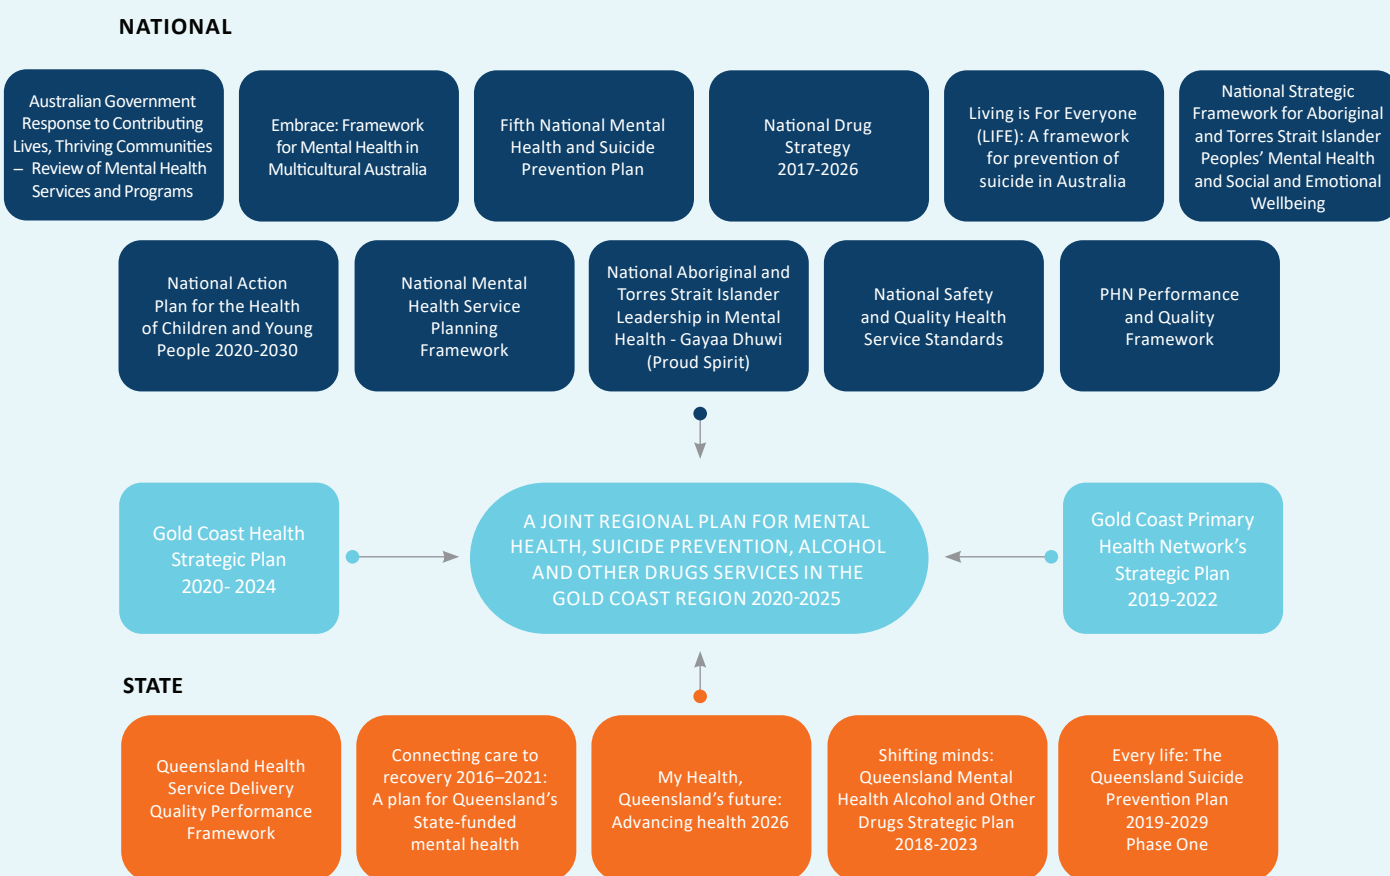 NATIONAL
Australian Government
Response to Contributing
Lives, Thriving Communities
– Review of Mental Health
Services and Programs
Embrace: Framework
for Mental Health in
Multicultural Australia
Fifth National Mental
Health and Suicide
Prevention Plan
National Drug
Strategy
2017-2026
Living is For Everyone
(LIFE): A framework
for prevention of
suicide in Australia
National Strategic
Framework for Aboriginal
and Torres Strait Islander
Peoples’ Mental Health
and Social and Emotional
Wellbeing
National Action
Plan for the Health
of Children and Young
People 2020-2030
National Mental
Health Service
Planning
Framework
National Aboriginal and
Torres Strait Islander
Leadership in Mental
Health - Gayaa Dhuwi
(Proud Spirit)
National Safety
and Quality Health
Service Standards
PHN Performance
and Quality
Framework
Gold Coast Health
Strategic Plan
2020- 2024
A JOINT REGIONAL PLAN FOR MENTAL
HEALTH, SUICIDE PREVENTION, ALCOHOL
AND OTHER DRUGS SERVICES IN THE
GOLD COAST REGION 2020-2025
Gold Coast Primary
Health Network’s
Strategic Plan
2019-2022
STATE
Queensland Health
Service Delivery
Quality Performance
Framework
Connecting care to
recovery 2016–2021:
A plan for Queensland’s
State-funded
mental health
My Health,
Queensland’s future:
Advancing health 2026
Shifting minds:
Queensland Mental
Health Alcohol and Other
Drugs Strategic Plan
2018-2023
Every life: The
Queensland Suicide
Prevention Plan
2019-2029
Phase One